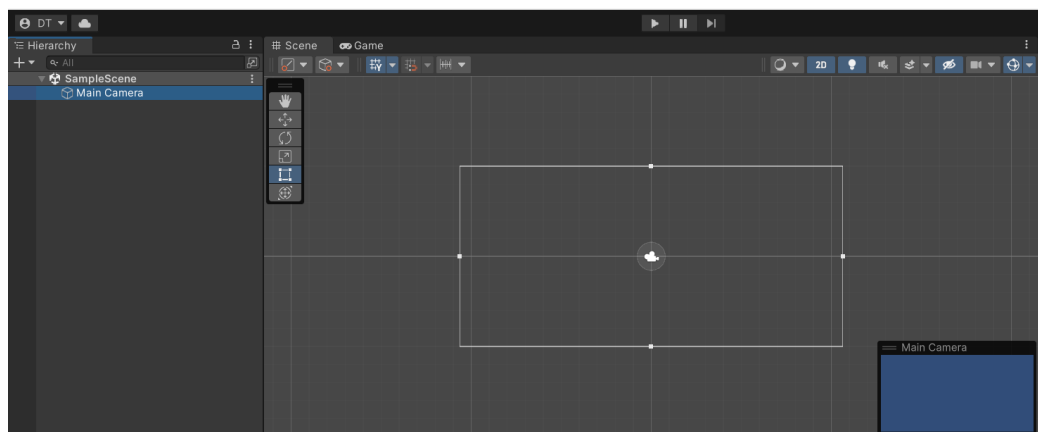 DT
Hierarchy
Scene
Game
All
2D
SampleScene
Main Camera
Main Camera